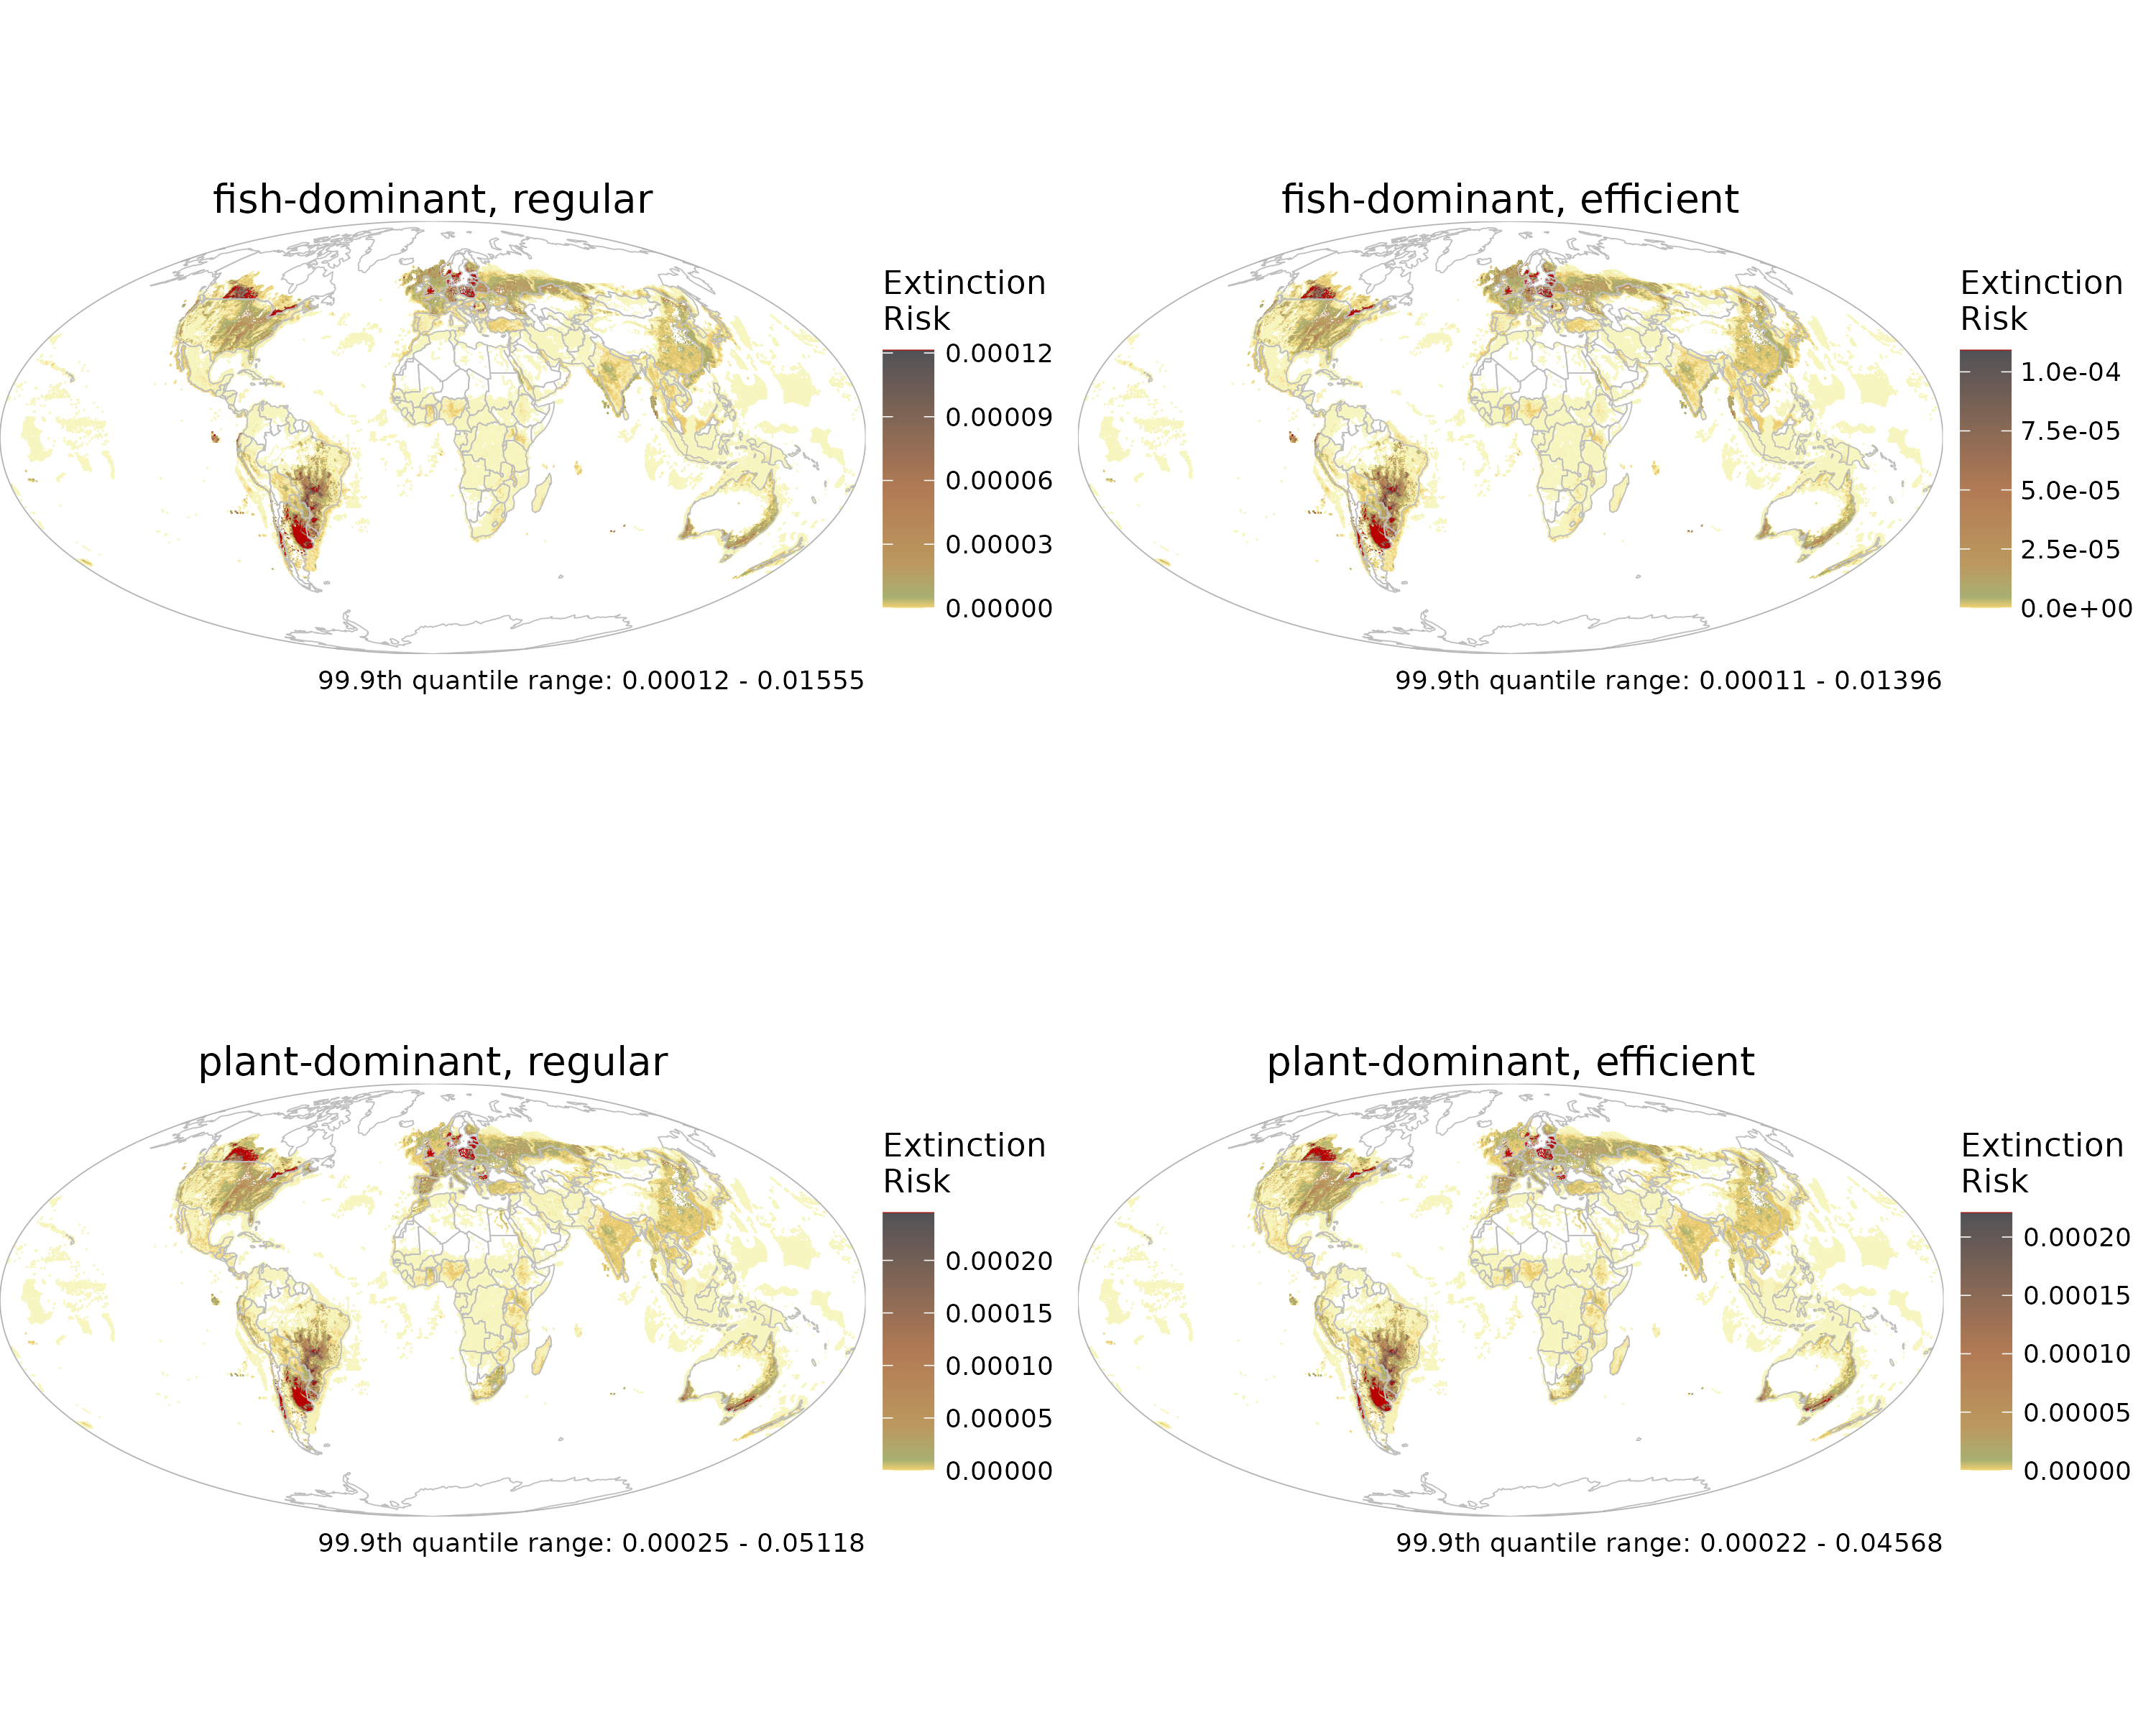 fish-dominant, regular
Extinction
Risk
0.00012
0.00009
0.00006
0.00003
0.00000
99.9th quantile range: 0.00012 - 0.01555
fish-dominant, efficient
Extinction
Risk
1.0e-04
7.5e-05
5.0e-05
2.5e-05
0.0e+00
99.9th quantile range: 0.00011 - 0.01396
plant-dominant, regular
Extinction
Risk
0.00020
0.00015
0.00010
0.00005
0.00000
99.9th quantile range: 0.00025 - 0.05118
plant-dominant, efficient
Extinction
Risk
0.00020
0.00015
0.00010
0.00005
0.00000
99.9th quantile range: 0.00022 - 0.04568